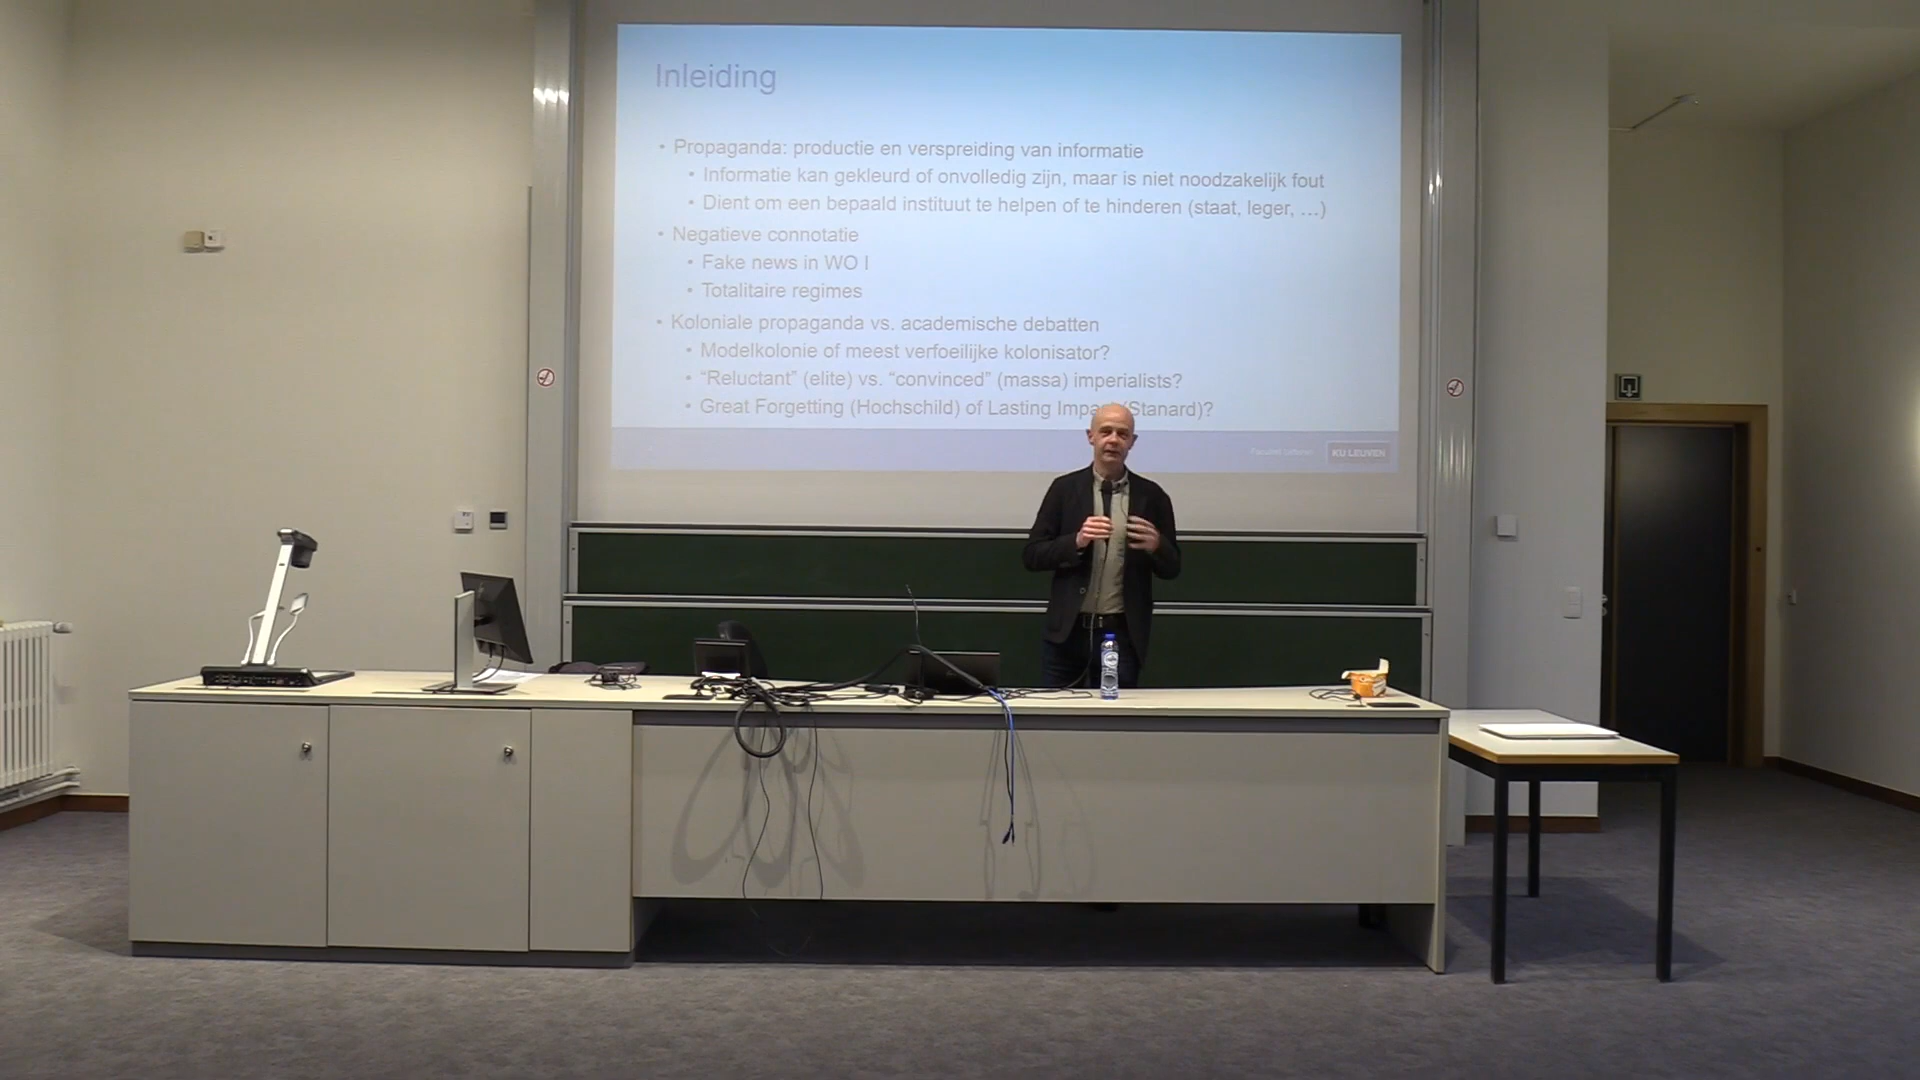 Inleiding
• Propaganda: productie en verspreiding van informatie
• Informatie kan gekleurd of onvolledig zijn, maar is niet noodzakelijk fout
• Dient om een bepaald instituut te helpen of te hinderen (staat, leger, …)
• Negatieve connotatie
• Fake news in WO I
• Totalitaire regimes
• Koloniale propaganda vs. academische debatten
• Modelkolonie of meest verfoeilijke kolonisator?
• “Reluctant” (elite) vs. “convinced” (massa) imperialists?
• Great Forgetting (Hochschild) of Lasting Impa (Stanard)?
Faculteit Letteren
KU LEUVEN